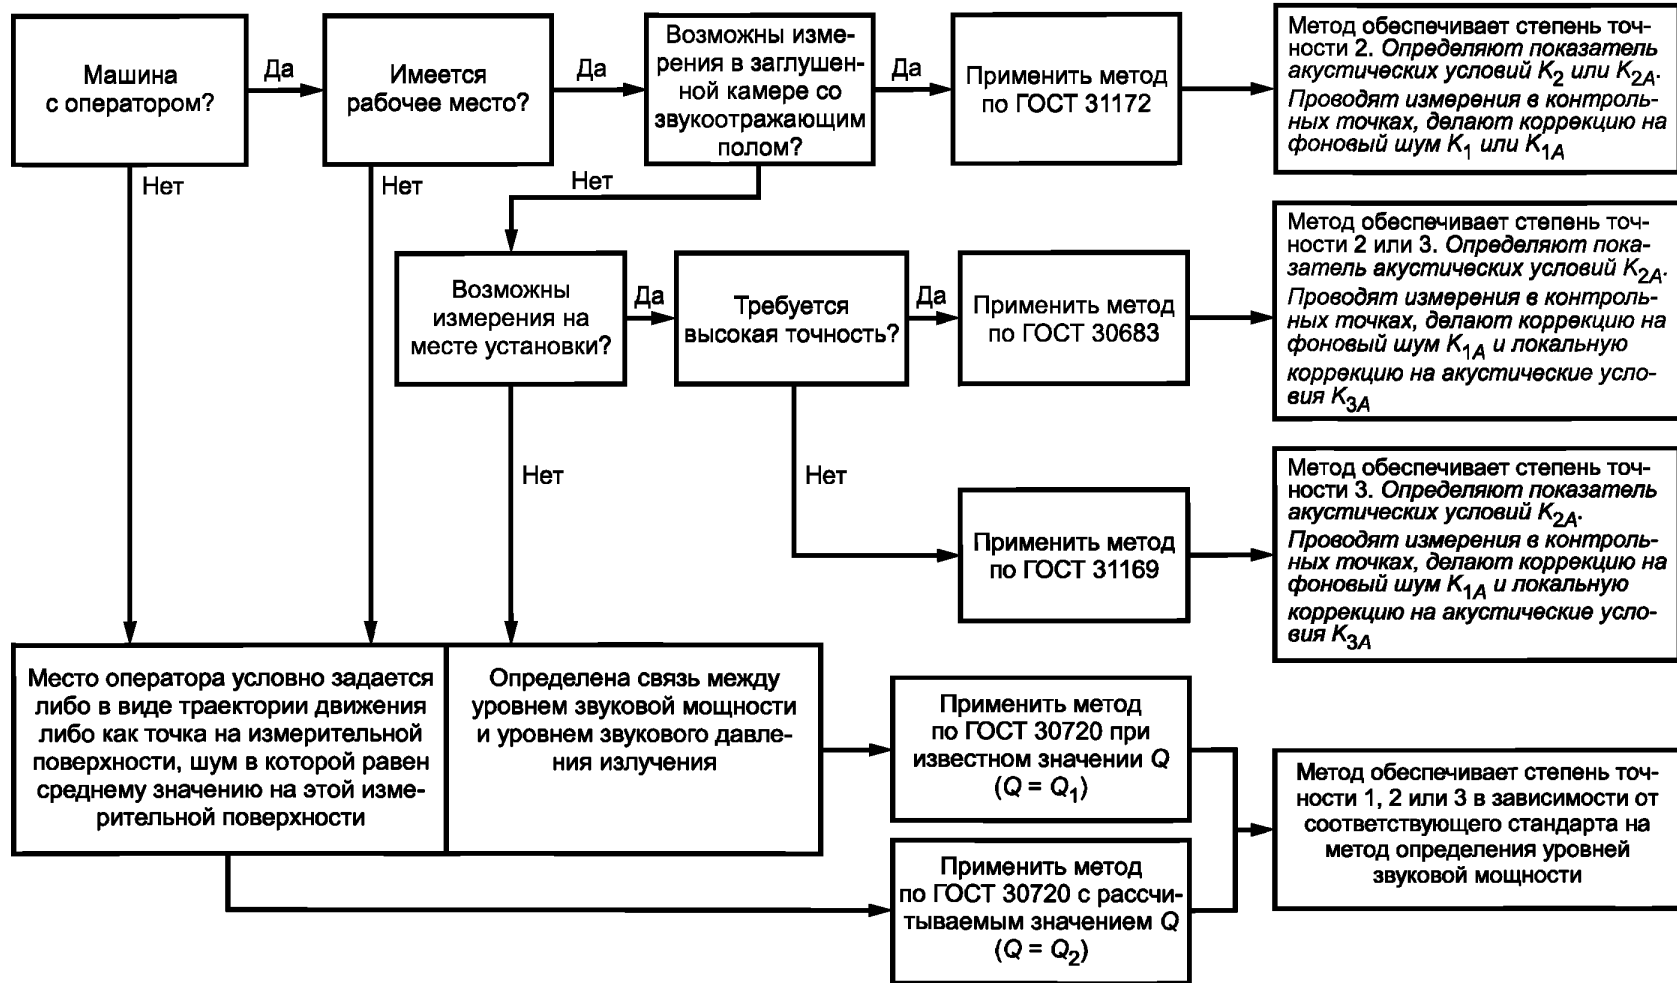 Машина
с оператором?
Да
Имеется
рабочее место?
Да
Возможны изме-
рения в заглушен-
ной камере со
звукоотражающим
полом?
Да
Применить метод
по ГОСТ 31172
Метод обеспечивает степень точ-
ности 2. Определяют показатель
акустических условий K2 или K2A.
Проводят измерения в контроль-
ных точках, делают коррекцию на
фоновый шум K1 или K1A
Нет
Нет
Нет
Возможны
измерения на
месте установки?
Да
Требуется
высокая точность?
Да
Применить метод
по ГОСТ 30683
Метод обеспечивает степень точ-
ности 2 или 3. Определяют пока-
затель акустических условий K2A.
Проводят измерения в контроль-
ных точках, делают коррекцию на
фоновый шум K1A и локальную
коррекцию на акустические усло-
вия K3A
Нет
Нет
Применить метод
по ГОСТ 31169
Метод обеспечивает степень точ-
ности 3. Определяют показатель
акустических условий K2A.
Проводят измерения в контроль-
ных точках, делают коррекцию на
фоновый шум K1A и локальную
коррекцию на акустические усло-
вия K3A
Место оператора условно задается
либо в виде траектории движения
либо как точка на измерительной
поверхности, шум в которой равен
среднему значению на этой изме-
рительной поверхности
Определена связь между
уровнем звуковой мощности
и уровнем звукового давле-
ния излучения
Применить метод
по ГОСТ 30720 при
известном значении Q
(Q = Q1)
Применить метод
по ГОСТ 30720 с рассчи-
тываемым значением Q
(Q = Q2)
Метод обеспечивает степень точ-
ности 1, 2 или 3 в зависимости от
соответствующего стандарта на
метод определения уровней
звуковой мощности